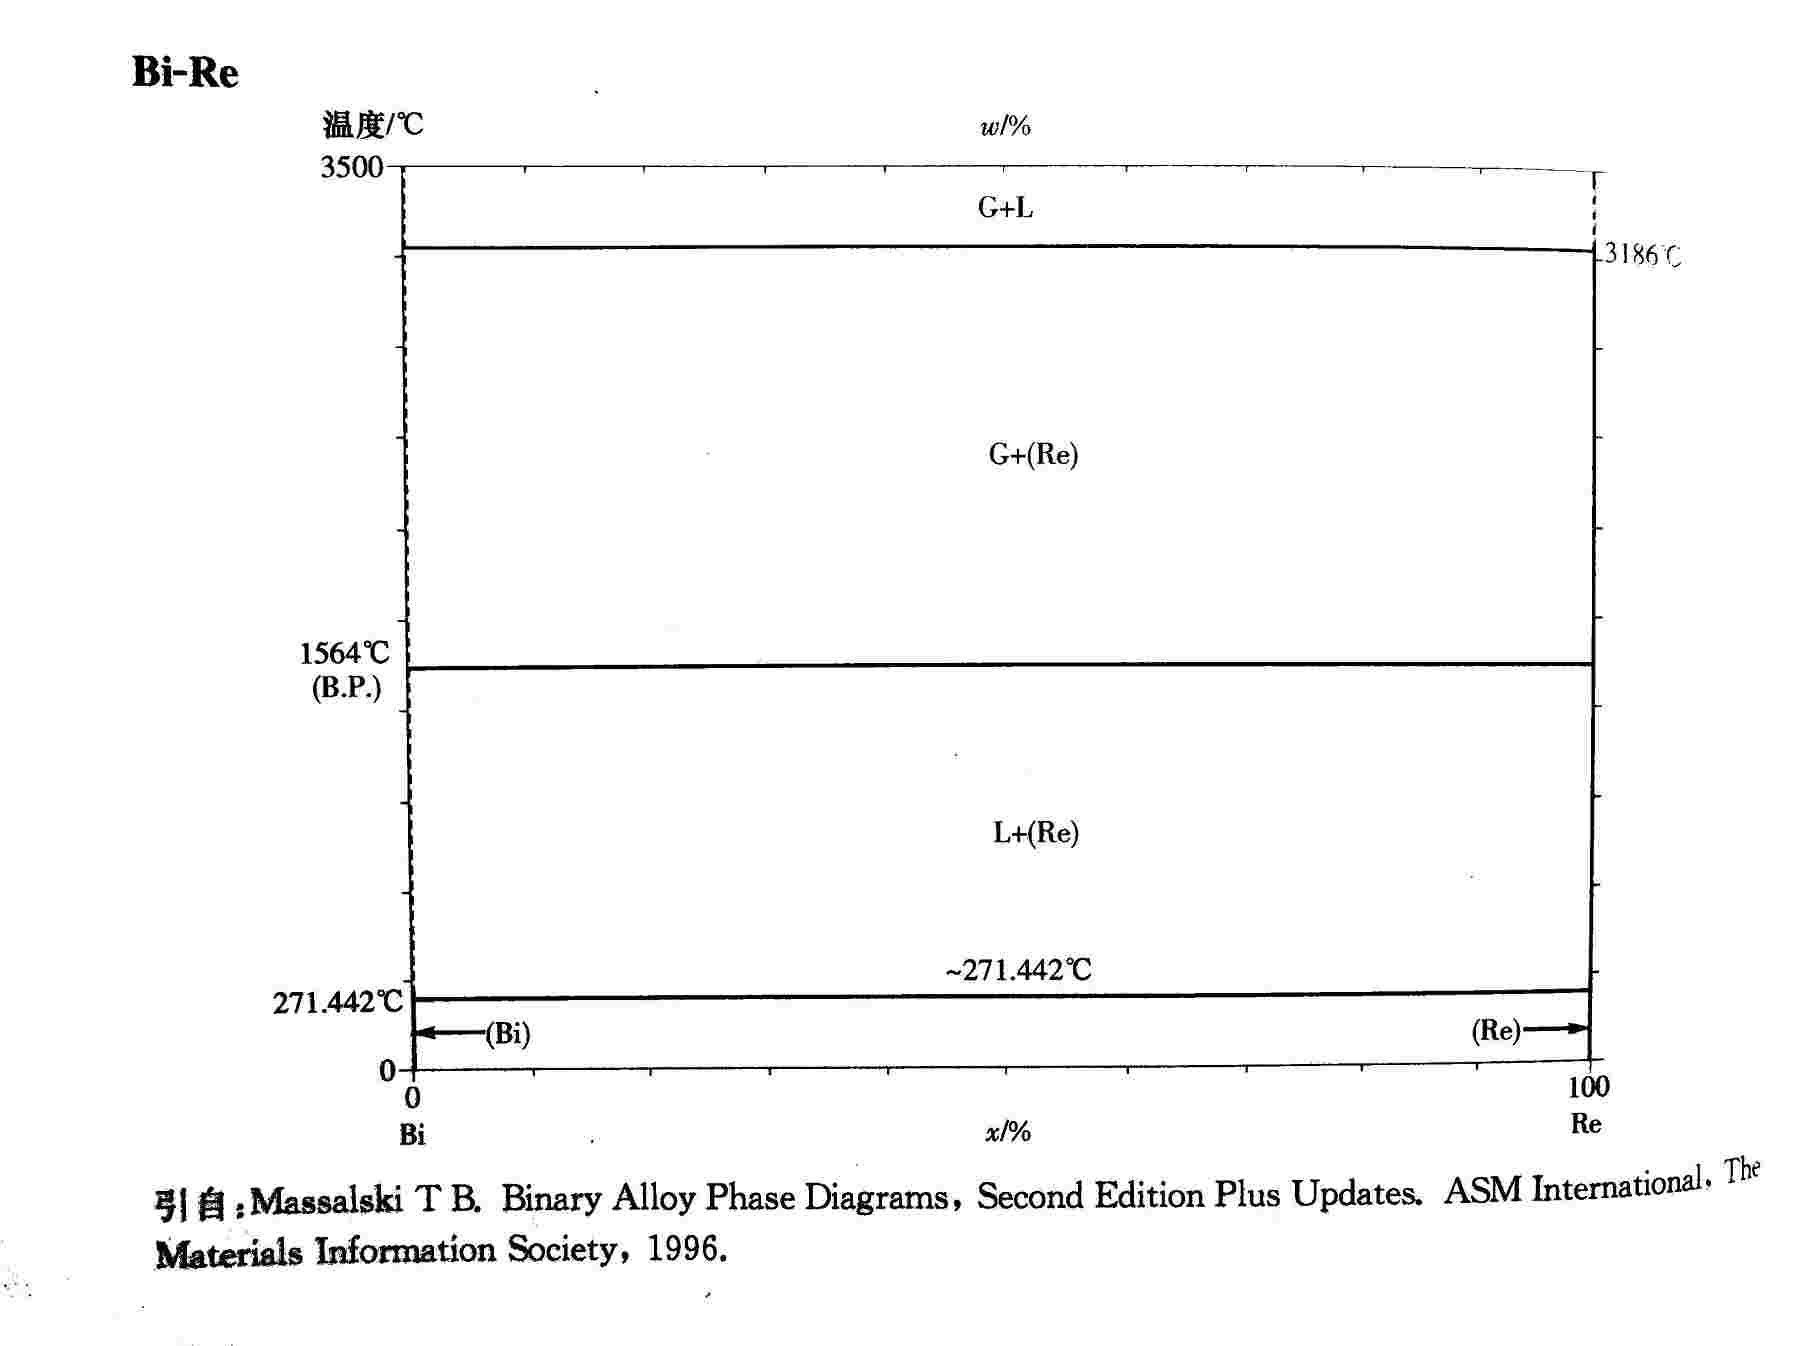 Bi-Re
温度/℃
w/%
3500
G+L
3186℃
G+(Re)
1564℃
(B.P.)
L+(Re)
~271.442℃
271.442℃
(Bi)
(Re)
0
0
100
Bi
x/%
Re
引自:Massalski T B. Binary Alloy Phase Diagrams, Second Edition Plus Updates. ASM International. The
Materials Information Society, 1996.